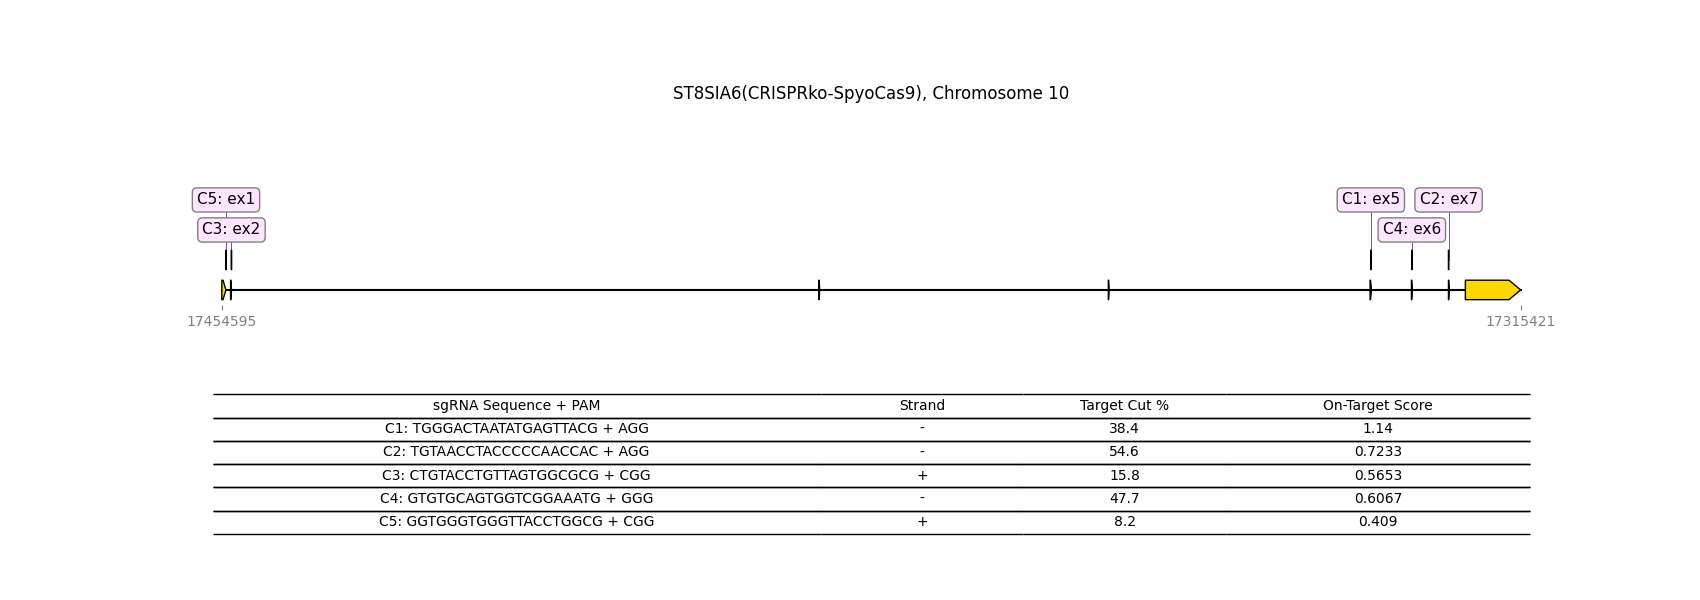 ST8SIA6(CRISPRko-SpyoCas9), Chromosome 10
C5: ex1 C1: ex5 C2: ex7
C3: ex2 C4: ex6
17454595 17315421
sgRNA Sequence + PAM Strand Target Cut % On-Target Score
C1: TGGGACTAATATGAGTTACG + AGG - 38.4 1.14
C2: TGTAACCTACCCCCAACCAC + AGG - 54.6 0.7233
C3: CTGTACCTGTTAGTGGCGCG + CGG + 15.8 0.5653
C4: GTGTGCAGTGGTCGGAAATG + GGG - 47.7 0.6067
C5: GGTGGGTGGGTTACCTGGCG + CGG + 8.2 0.409